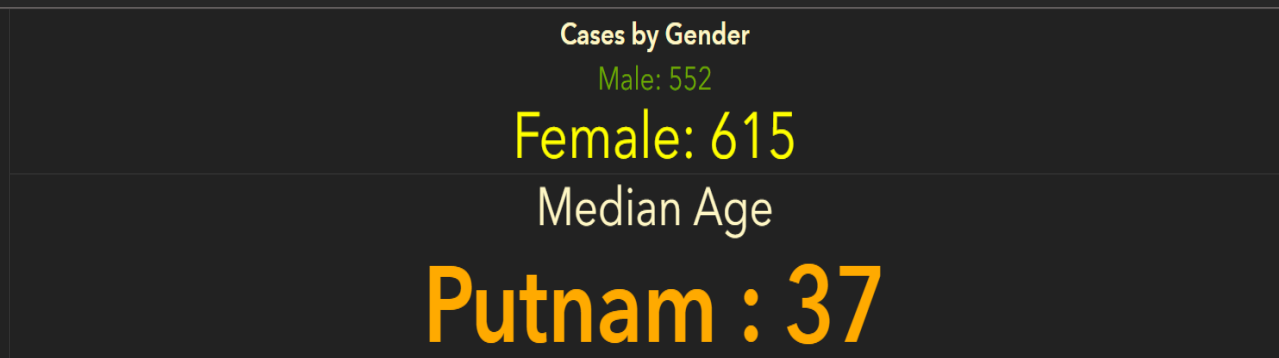 Cases by Gender
Male: 552
Female: 615
Median Age
Putnam : 37